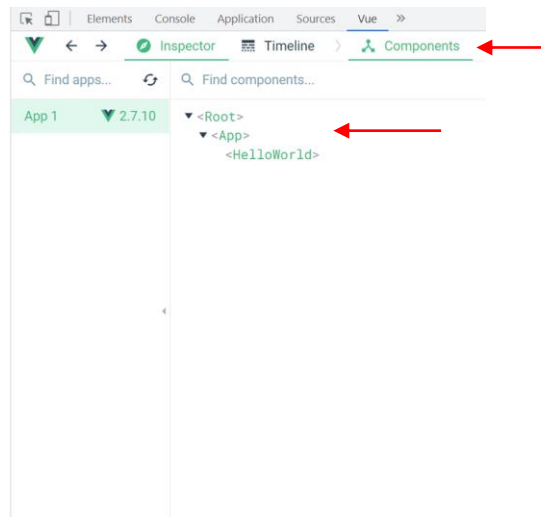 Elements Console Application Sources Vue »
Inspector Timeline Components
Find apps... Find components...
App 1 2.7.10 <Root>
<App>
<HelloWorld>